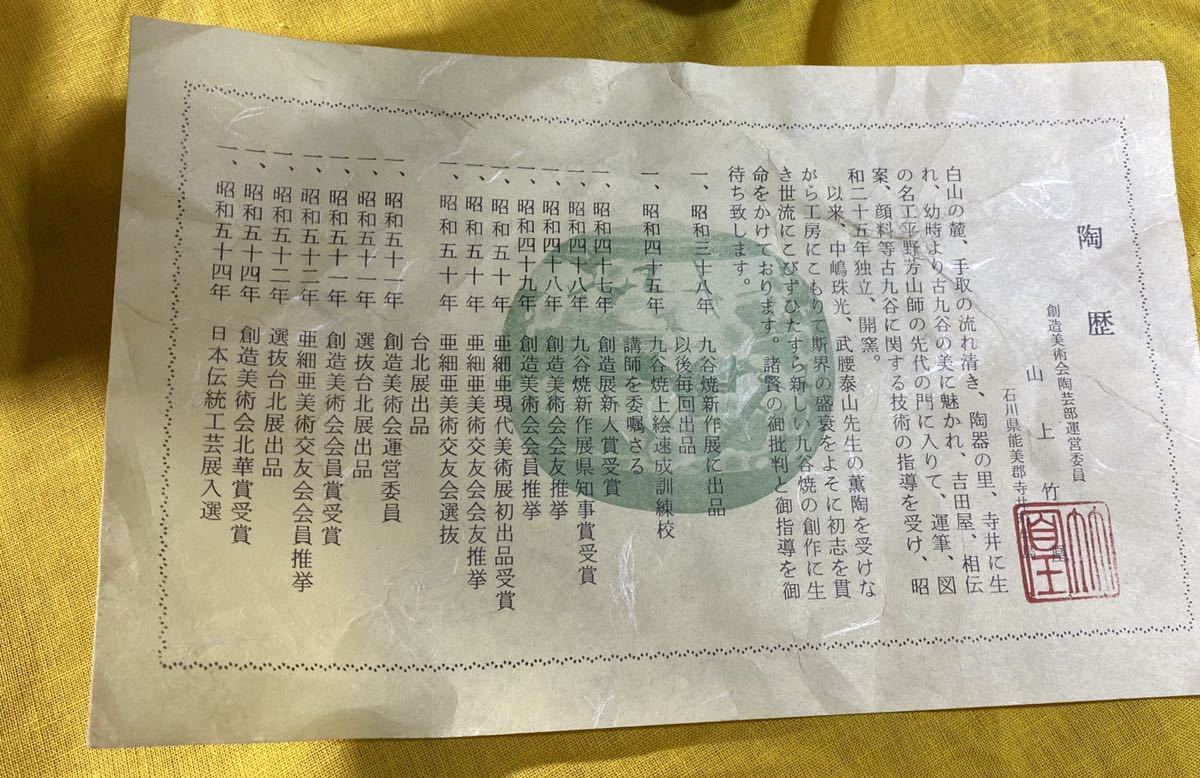 陶歴
創造美術会陶芸部運営委員
山上竹
石川県能美郡寺井
白山の麓、手取の流れ清き、陶器の里、寺井に生
れ、幼時より古九谷の美に魅かれ、吉田屋、相伝
の名工平野芳山師の先代の門に入りて、運筆、図
案、顔料等古九谷に関する技術の指導を受け、昭
和二十五年独立、開窯。
以来、中嶋珠光、武腰泰山先生の薫陶を受けな
がら工房にこもりて斯界の盛衰をよそに初志を貫
き世流にこびずひたすら新しい九谷焼の創作に生
命をかけております。諸賢の御批判と御指導を御
待ち致します。
一、昭和三十八年 九谷焼新作展に出品
以後毎回出品
一、昭和四十五年 九谷焼上絵速成訓練校
講師を委嘱さる
一、昭和四十七年 創造展新人賞受賞
一、昭和四十八年 九谷焼新作展県知事賞受賞
一、昭和四十八年 創造美術会会友推挙
一、昭和四十九年 創造美術会会員推挙
一、昭和五十年 亜細亜現代美術展初出品受賞
一、昭和五十年 亜細亜美術交友会会友推挙
一、昭和五十年 亜細亜美術交友会選抜
台北展出品
一、昭和五十一年 創造美術会運営委員
一、昭和五十一年 選抜台北展出品
一、昭和五十一年 創造美術会会員賞受賞
一、昭和五十二年 亜細亜美術交友会会員推挙
一、昭和五十二年 選抜台北展出品
一、昭和五十四年 創造美術会北華賞受賞
一、昭和五十四年 日本伝統工芸展入選